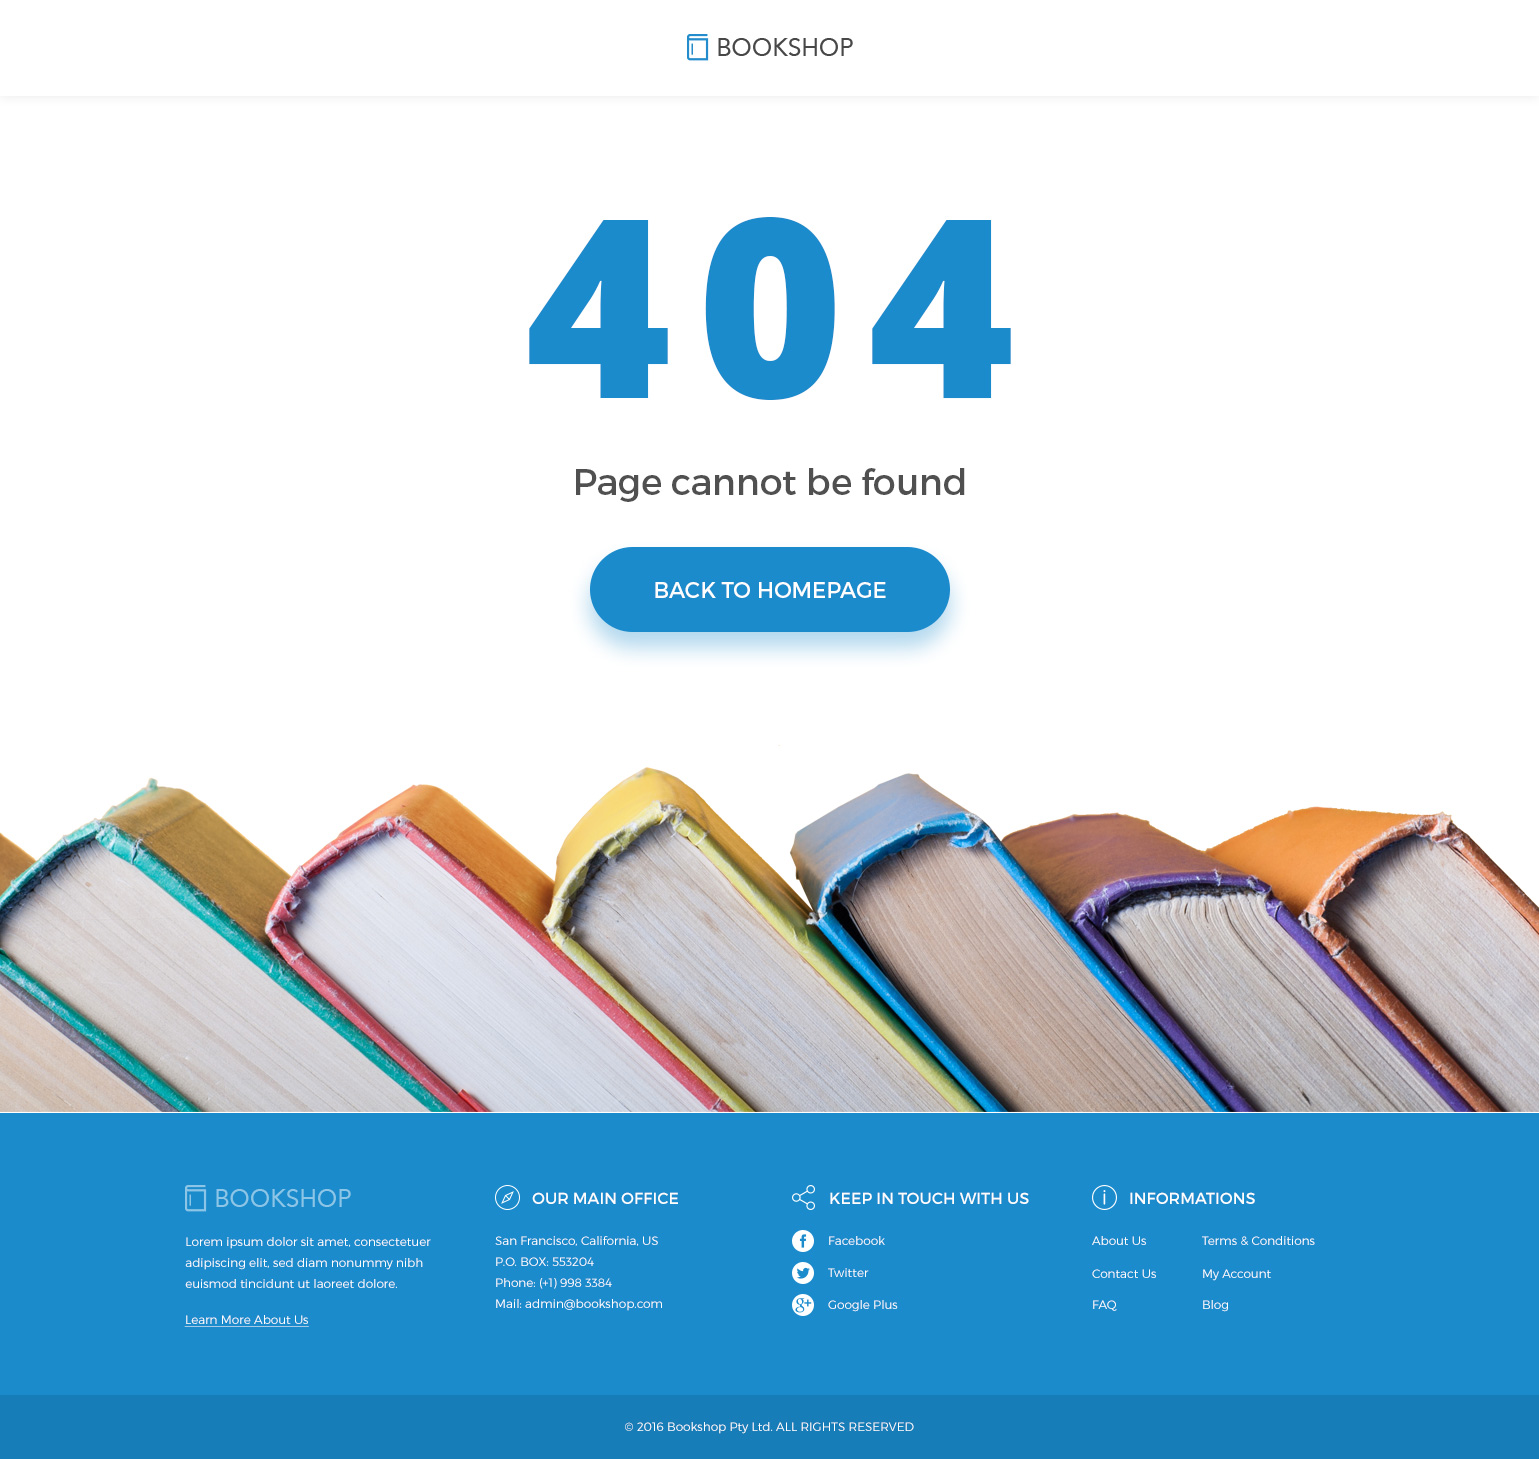 BOOKSHOP
404
Page cannot be found
BACK TO HOMEPAGE
BOOKSHOP
Lorem ipsum dolor sit amet, consectetuer
adipiscing elit, sed diam nonummy nibh
euismod tincidunt ut laoreet dolore.
Learn More About Us
OUR MAIN OFFICE
San Francisco, California, US
P.O. BOX: 553204
Phone: (+1) 998 3384
Mail: admin@bookshop.com
KEEP IN TOUCH WITH US
Facebook
Twitter
Google Plus
INFORMATIONS
About Us
Terms & Conditions
Contact Us
My Account
FAQ
Blog
© 2016 Bookshop Pty Ltd. ALL RIGHTS RESERVED